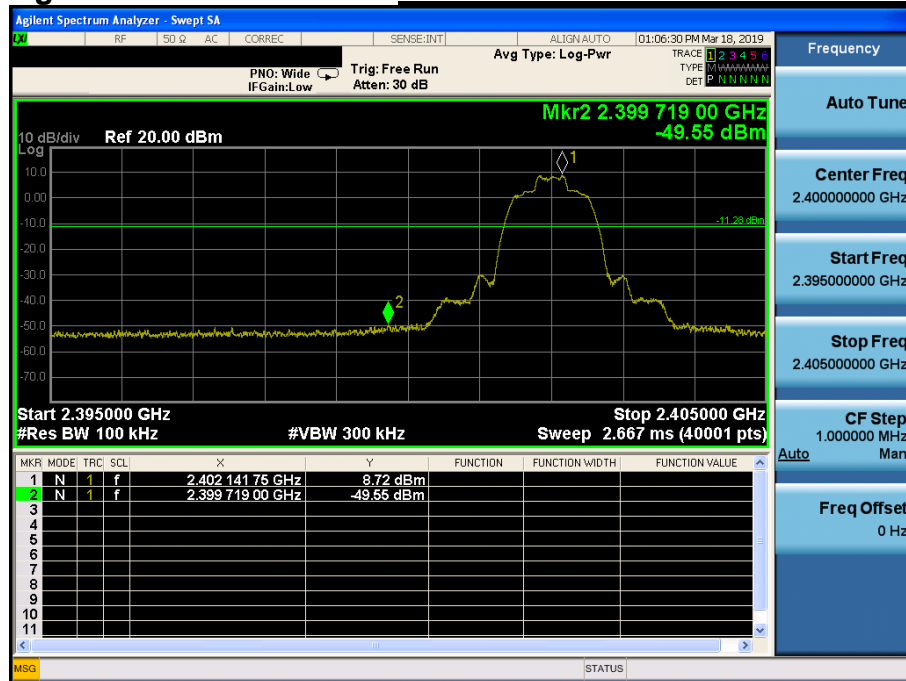 Agilent Spectrum Analyzer - Swept SA
LXI RF 50 Ω AC CORREC SENSE:INT ALIGN AUTO 01:06:30 PM Mar 18, 2019
Avg Type: Log-Pwr TRACE 1 2 3 4 5 6
PNO: Wide Trig: Free Run TYPE M W W W W W
IFGain:Low Atten: 30 dB DET P N N N N N
Mkr2 2.399 719 00 GHz
10 dB/div Ref 20.00 dBm -49.55 dBm
Log
1
10.0
0.00
-10.0
-11.28 dBm
-20.0
-30.0
-40.0
2
-50.0
-60.0
-70.0
Start 2.395000 GHz Stop 2.405000 GHz
#Res BW 100 kHz #VBW 300 kHz Sweep 2.667 ms (40001 pts)
MKR MODE TRC SCL X Y FUNCTION FUNCTION WIDTH FUNCTION VALUE
1 N 1 f 2.402 141 75 GHz 8.72 dBm
2 N 1 f 2.399 719 00 GHz -49.55 dBm
3
4
5
6
7
8
9
10
11
MSG STATUS
Frequency
Auto Tune
Center Freq
2.400000000 GHz
Start Freq
2.395000000 GHz
Stop Freq
2.405000000 GHz
CF Step
1.000000 MHz
Auto Man
Freq Offset
0 Hz